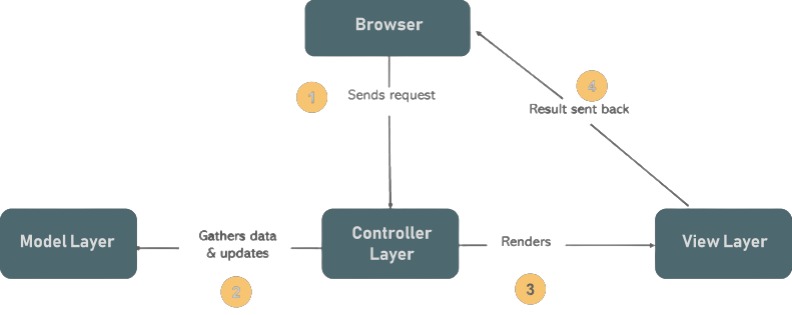 Browser
1
Sends request
4
Result sent back
Model Layer
Gathers data
& updates
2
Controller
Layer
Renders
3
View Layer